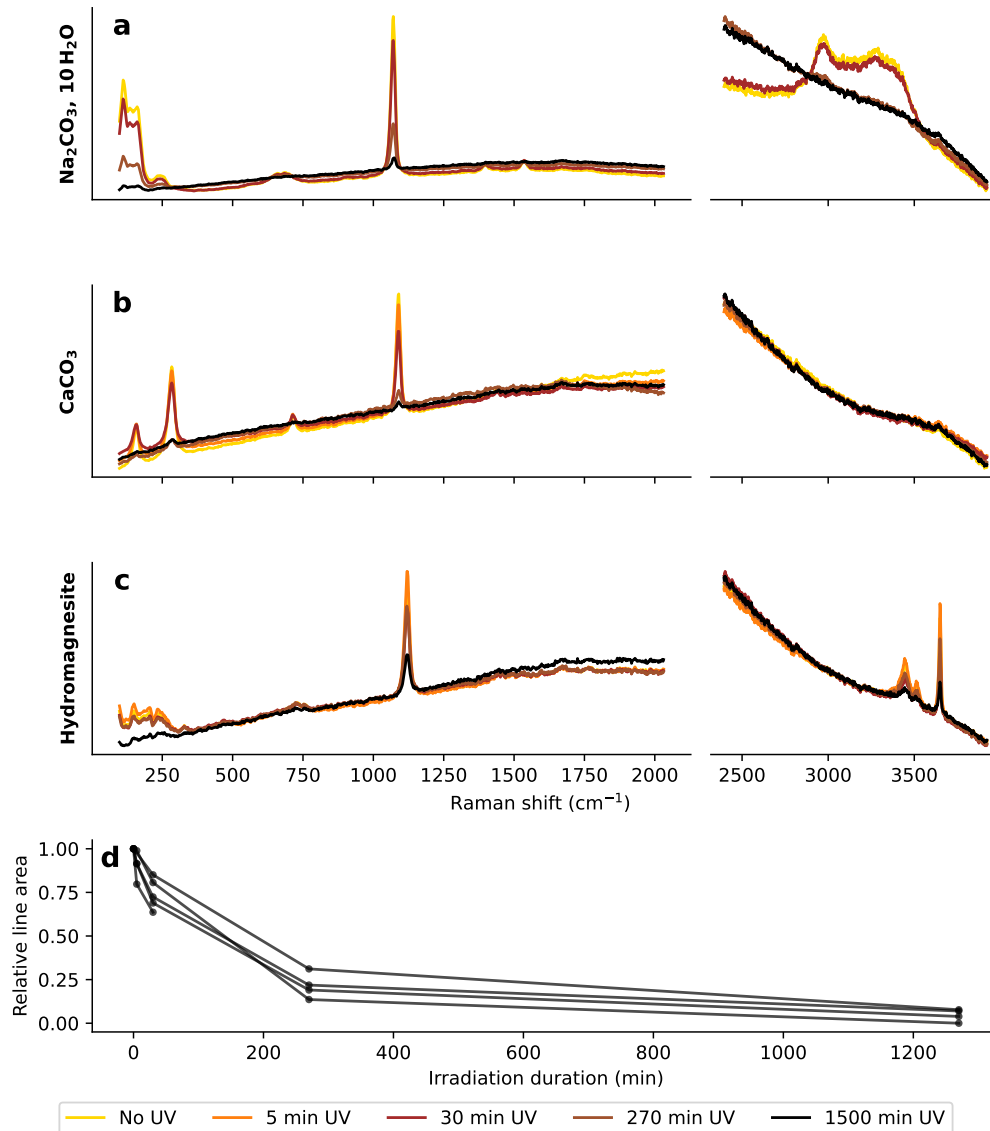 a
Na₂CO₃, 10 H₂O
b
CaCO₃
c
Hydromagnesite
250 500 750 1000 1250 1500 1750 2000 2500 3000 3500
Raman shift (cm⁻¹)
d
Relative line area
1.00
0.75
0.50
0.25
0.00
0 200 400 600 800 1000 1200
Irradiation duration (min)
No UV 5 min UV 30 min UV 270 min UV 1500 min UV